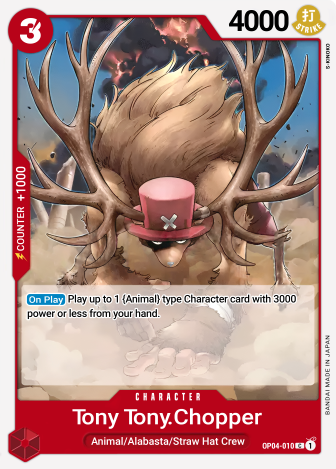 3
4000
打
STRIKE
S-KINOKO
COUNTER +1000
On Play Play up to 1 {Animal} type Character card with 3000
power or less from your hand.
BANDAI MADE IN JAPAN
CHARACTER
Tony Tony.Chopper
Animal/Alabasta/Straw Hat Crew
OP04-010 C 1